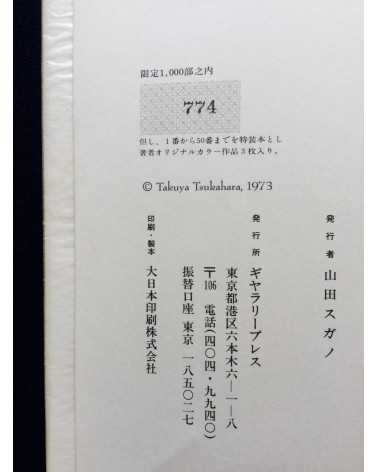 限定1,000部之内
774
但し、1番から50番までを特装本とし
著者オリジナルカラー作品3枚入り。
© Takuya Tsukahara, 1973
発行者 山田スガノ
発行所 ギャラリープレス
東京都港区六本木六—一—八
〒106 電話(四〇四・九九四〇)
振替口座 東京 一八五〇二七
印刷・製本 大日本印刷株式会社